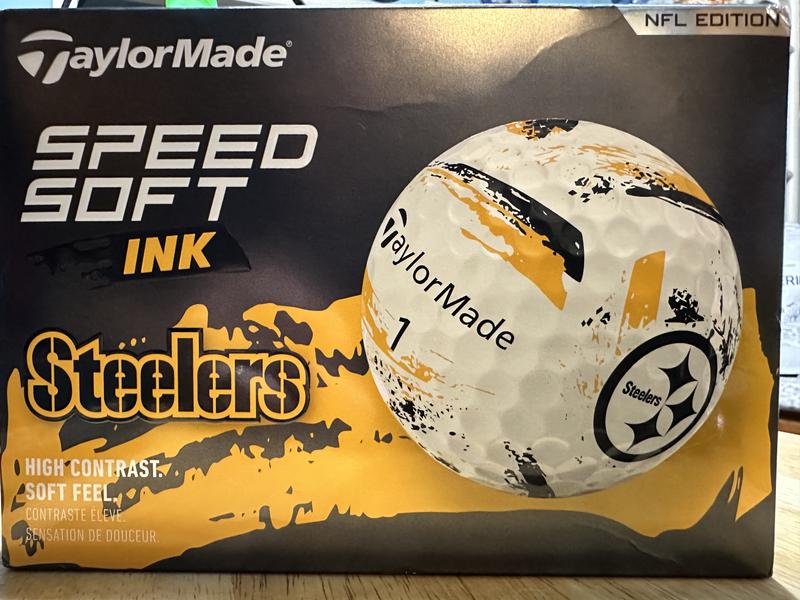 TaylorMade®
NFL EDITION
SPEED
SOFT
INK
Steelers
HIGH CONTRAST.
SOFT FEEL.
CONTRASTE ÉLEVÉ.
SENSATION DE DOUCEUR.
TaylorMade
1
Steelers